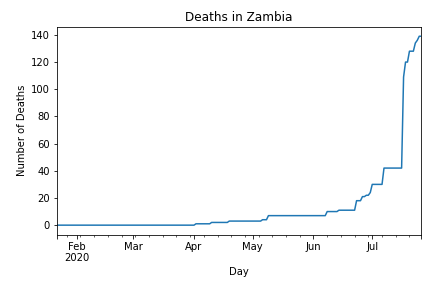 Deaths in Zambia
140
120
100
80
60
40
20
0
Number of Deaths
Feb
2020
Mar
Apr
May
Jun
Jul
Day